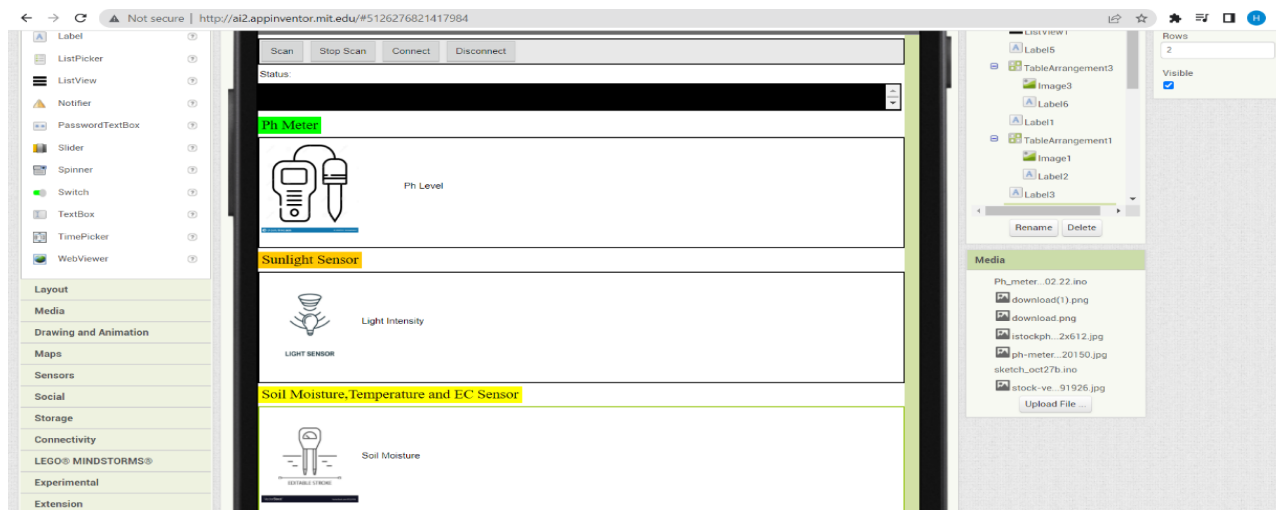 Not secure | http://ai2.appinventor.mit.edu/#5126276821417984
H
Label
ListPicker
ListView
Notifier
PasswordTextBox
Slider
Spinner
Switch
TextBox
TimePicker
WebViewer
Layout
Media
Drawing and Animation
Maps
Sensors
Social
Storage
Connectivity
LEGO® MINDSTORMS®
Experimental
Extension
Scan Stop Scan Connect Disconnect
Status:
Ph Meter
Ph Level
Sunlight Sensor
LIGHT SENSOR
Light Intensity
Soil Moisture,Temperature and EC Sensor
EDITABLE STROKE
Soil Moisture
ListView1
Label5
TableArrangement3
Image3
Label6
Label1
TableArrangement1
Image1
Label2
Label3
Rename Delete
Media
Ph_meter...02.22.ino
download(1).png
download.png
istockph...2x612.jpg
ph-meter...20150.jpg
sketch_oct27b.ino
stock-ve...91926.jpg
Upload File ...
Rows
2
Visible